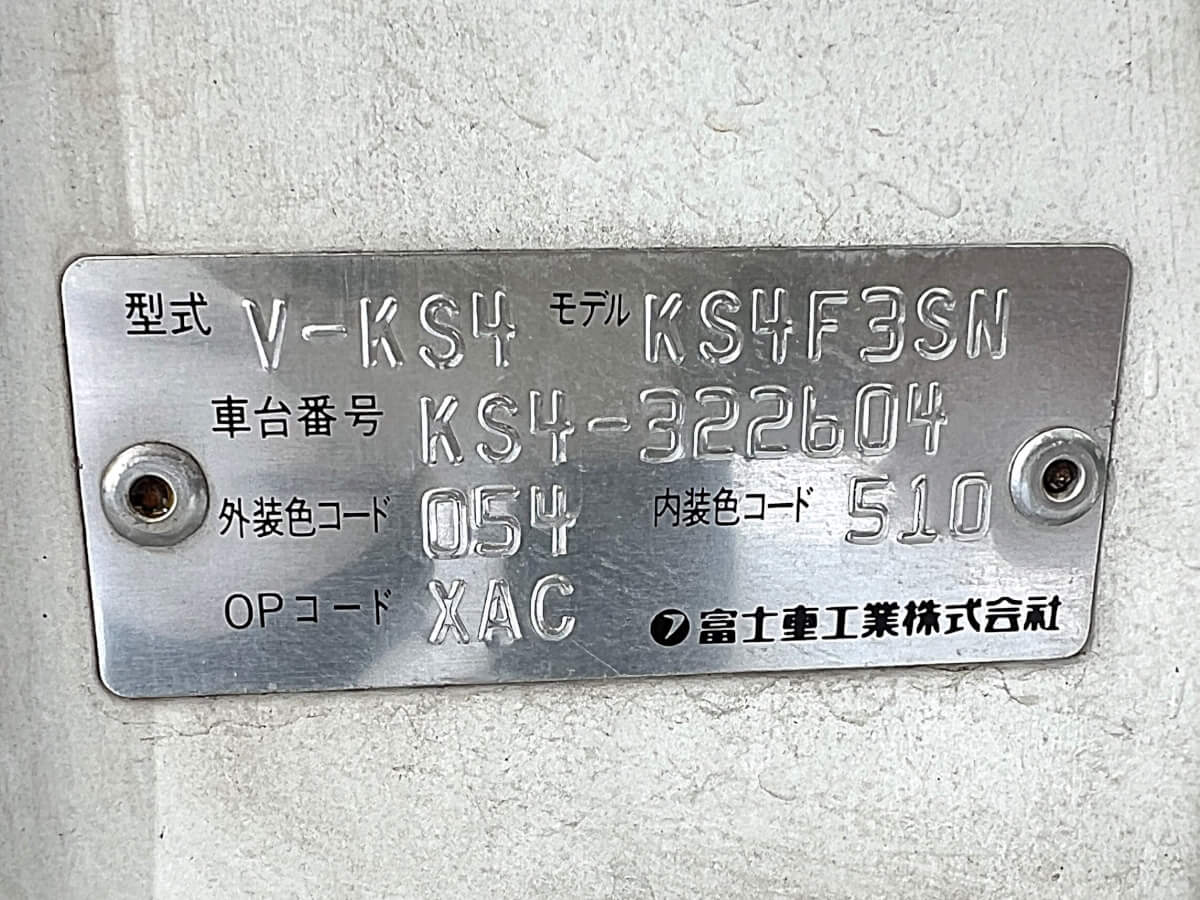 型式 V-KS4 モデル KS4F3SN
車台番号 KS4-322604
外装色コード 054 内装色コード 510
OPコード XAC 富士重工業株式会社